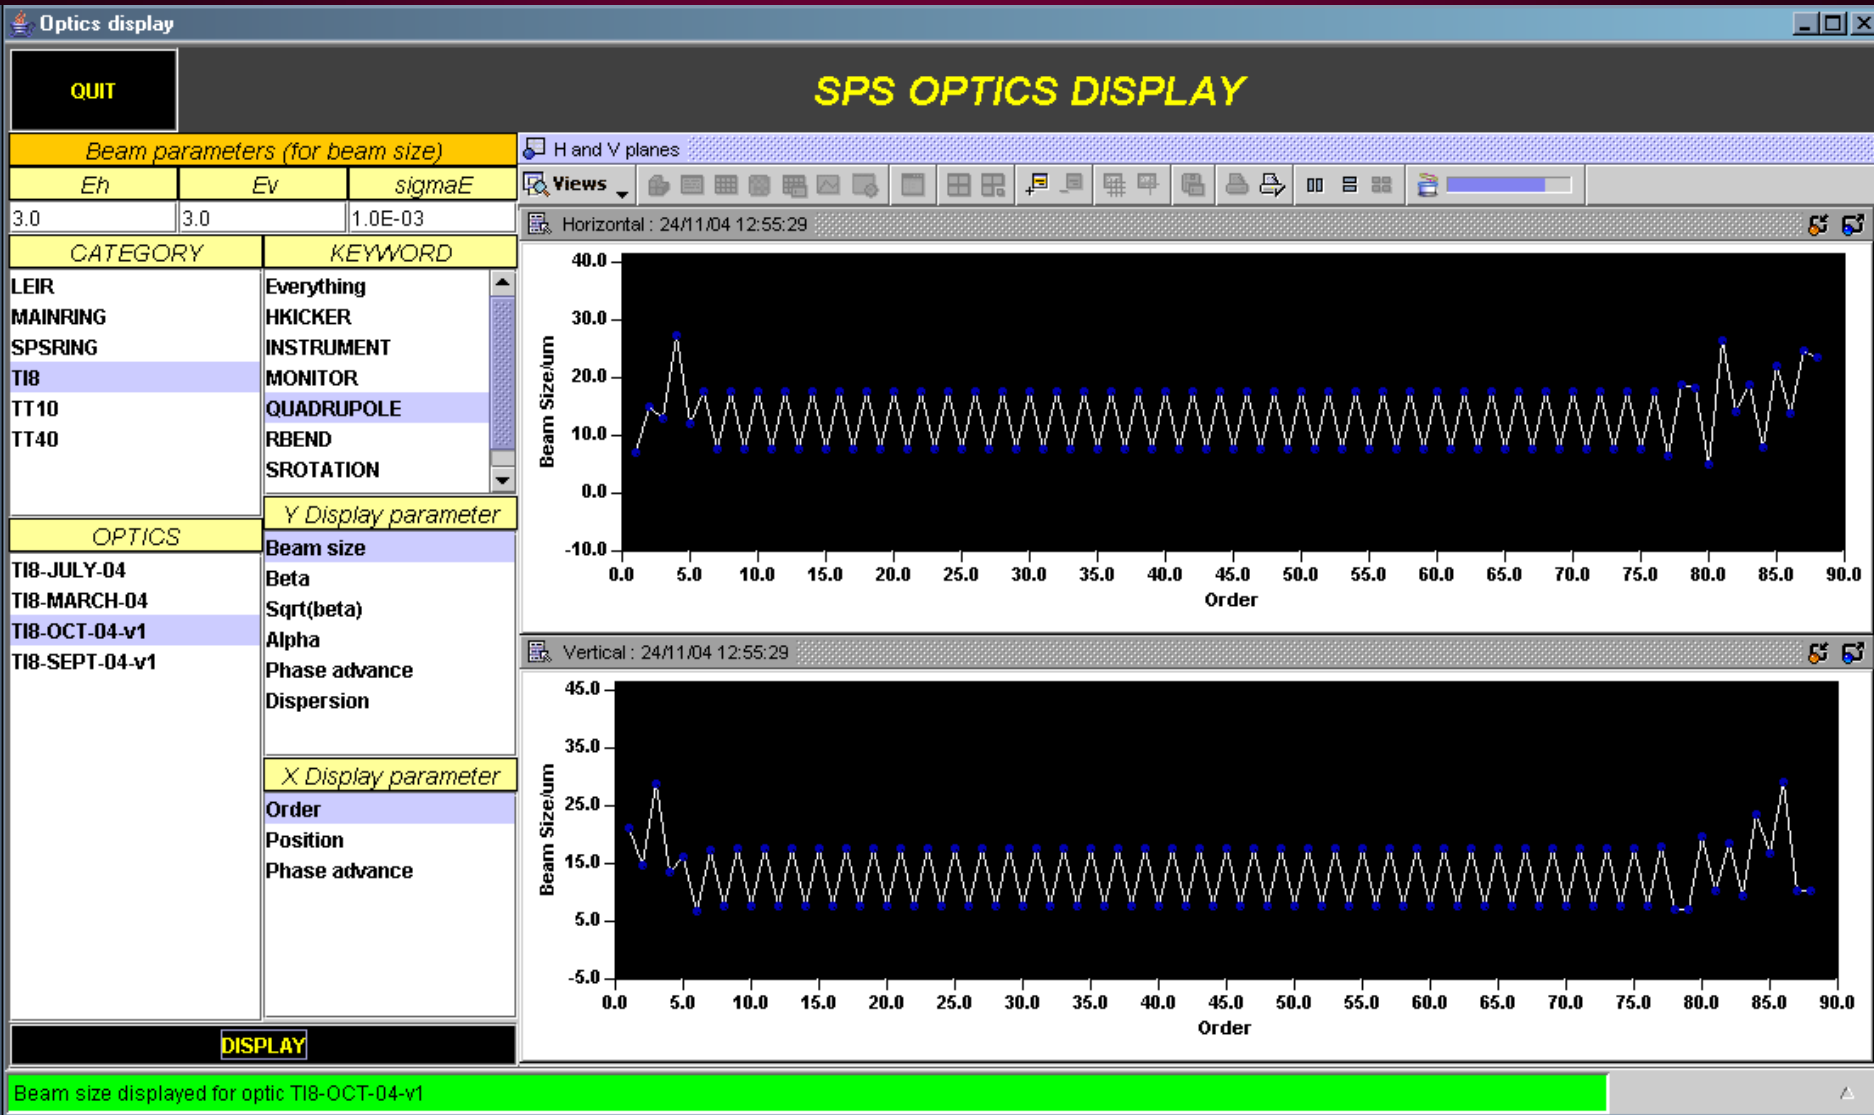 Optics display
QUIT
SPS OPTICS DISPLAY
Beam parameters (for beam size)
Eh Ev sigmaE
3.0 3.0 1.0E-03
CATEGORY
LEIR
MAINRING
SPSRING
TI8
TT10
TT40
KEYWORD
Everything
HKICKER
INSTRUMENT
MONITOR
QUADRUPOLE
RBEND
SROTATION
OPTICS
TI8-JULY-04
TI8-MARCH-04
TI8-OCT-04-v1
TI8-SEPT-04-v1
Y Display parameter
Beam size
Beta
Sqrt(beta)
Alpha
Phase advance
Dispersion
X Display parameter
Order
Position
Phase advance
DISPLAY
H and V planes
Views
Horizontal : 24/11/04 12:55:29
40.0
30.0
20.0
10.0
0.0
-10.0
Beam Size/um
0.0 5.0 10.0 15.0 20.0 25.0 30.0 35.0 40.0 45.0 50.0 55.0 60.0 65.0 70.0 75.0 80.0 85.0 90.0
Order
Vertical : 24/11/04 12:55:29
45.0
35.0
25.0
15.0
5.0
-5.0
Beam Size/um
0.0 5.0 10.0 15.0 20.0 25.0 30.0 35.0 40.0 45.0 50.0 55.0 60.0 65.0 70.0 75.0 80.0 85.0 90.0
Order
Beam size displayed for optic TI8-OCT-04-v1